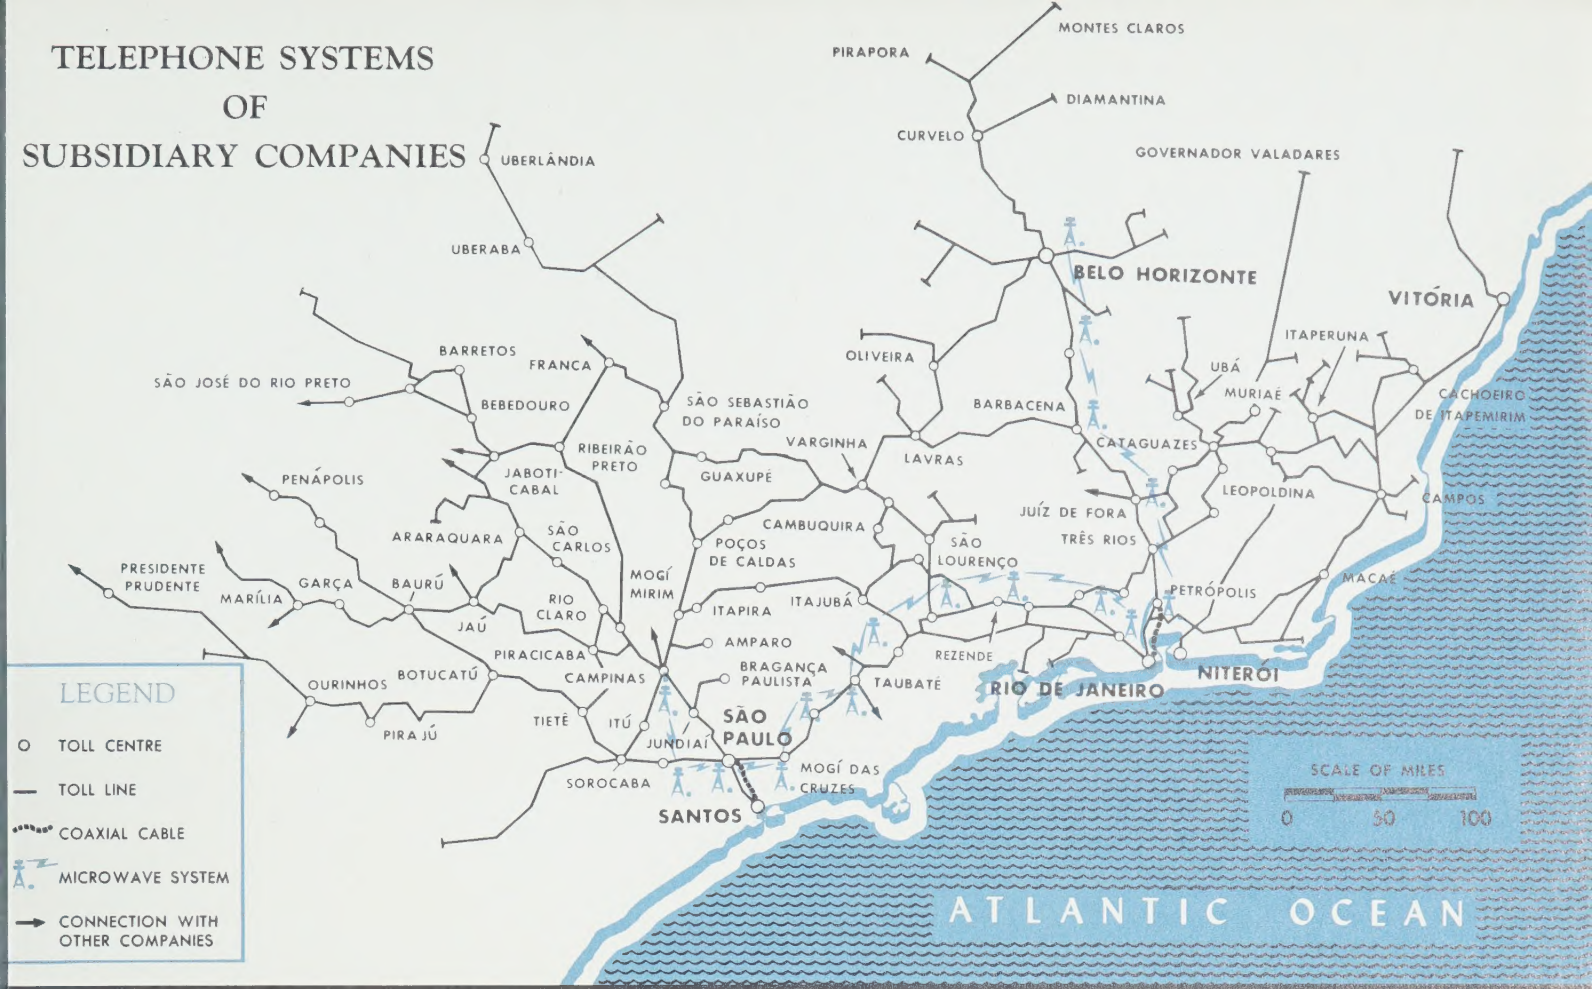 TELEPHONE SYSTEMS
OF
SUBSIDIARY COMPANIES
MONTES CLAROS
PIRAPORA
DIAMANTINA
CURVELO
GOVERNADOR VALADARES
UBERLÂNDIA
UBERABA
BELO HORIZONTE
VITÓRIA
ITAPERUNA
BARRETOS
FRANCA
OLIVEIRA
UBÁ
SÃO JOSÉ DO RIO PRETO
MURIAÉ
CACHOEIRO
DE ITAPEMIRIM
BEBEDOURO
SÃO SEBASTIÃO
DO PARAÍSO
BARBACENA
VARGINHA
CATAGUAZES
RIBEIRÃO
PRETO
LAVRAS
PENÁPOLIS
JABOTI-
CABAL
GUAXUPÉ
LEOPOLDINA
CAMPOS
JUÍZ DE FORA
CAMBUQUIRA
ARARAQUARA
SÃO
CARLOS
TRÊS RIOS
POÇOS
DE CALDAS
SÃO
LOURENÇO
PRESIDENTE
PRUDENTE
GARÇA
BAURÚ
MOGÍ
MIRIM
MACAÉ
MARÍLIA
RIO
CLARO
ITAPIRA
ITAJUBÁ
PETRÓPOLIS
JAÚ
AMPARO
PIRACICABA
REZENDE
BRAGANÇA
PAULISTA
BOTUCATÚ
CAMPINAS
TAUBATÉ
RIO DE JANEIRO
NITERÓI
OURINHOS
PIRAJÚ
TIETÊ
ITÚ
SÃO
PAULO
JUNDIAÍ
SOROCABA
MOGÍ DAS
CRUZES
SANTOS
LEGEND
TOLL CENTRE
TOLL LINE
COAXIAL CABLE
MICROWAVE SYSTEM
CONNECTION WITH
OTHER COMPANIES
SCALE OF MILES
0 50 100
ATLANTIC OCEAN